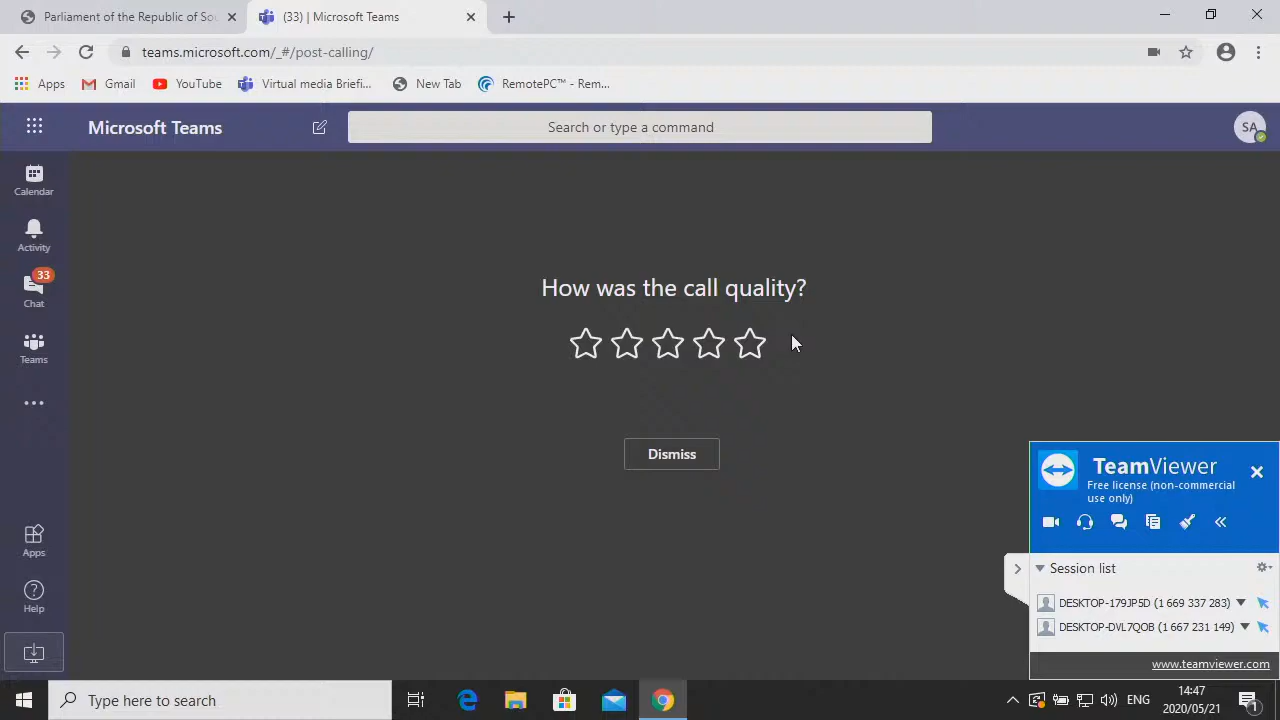 Parliament of the Republic of Sou
(33) | Microsoft Teams
teams.microsoft.com/_#/post-calling/
Apps
Gmail
YouTube
Virtual media Briefi...
New Tab
RemotePC™ - Rem...
Microsoft Teams
Search or type a command
SA
Calendar
Activity
33
Chat
Teams
How was the call quality?
Dismiss
Apps
Help
TeamViewer
Free license (non-commercial
use only)
Session list
DESKTOP-179JP5D (1 669 337 283)
DESKTOP-DVL7QOB (1 667 231 149)
www.teamviewer.com
Type here to search
ENG
14:47
2020/05/21
1